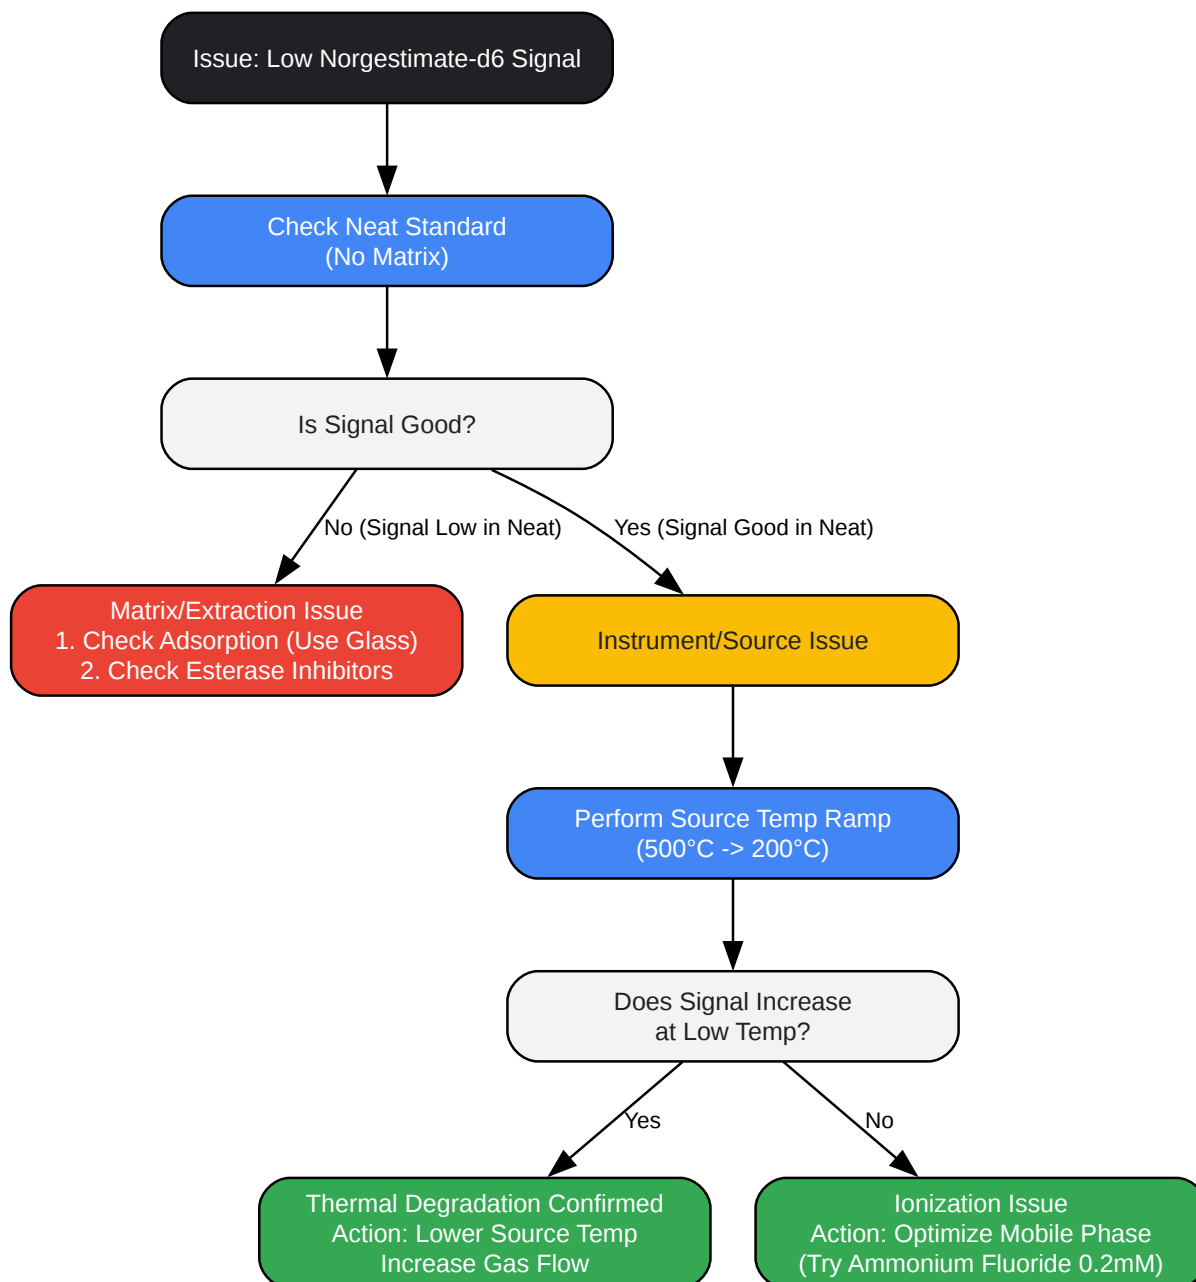 Issue: Low Norgestimate-d6 Signal
Check Neat Standard
(No Matrix)
Is Signal Good?
No (Signal Low in Neat)
Yes (Signal Good in Neat)
Matrix/Extraction Issue
1. Check Adsorption (Use Glass)
2. Check Esterase Inhibitors
Instrument/Source Issue
Perform Source Temp Ramp
(500°C -> 200°C)
Does Signal Increase
at Low Temp?
Yes
No
Thermal Degradation Confirmed
Action: Lower Source Temp
Increase Gas Flow
Ionization Issue
Action: Optimize Mobile Phase
(Try Ammonium Fluoride 0.2mM)